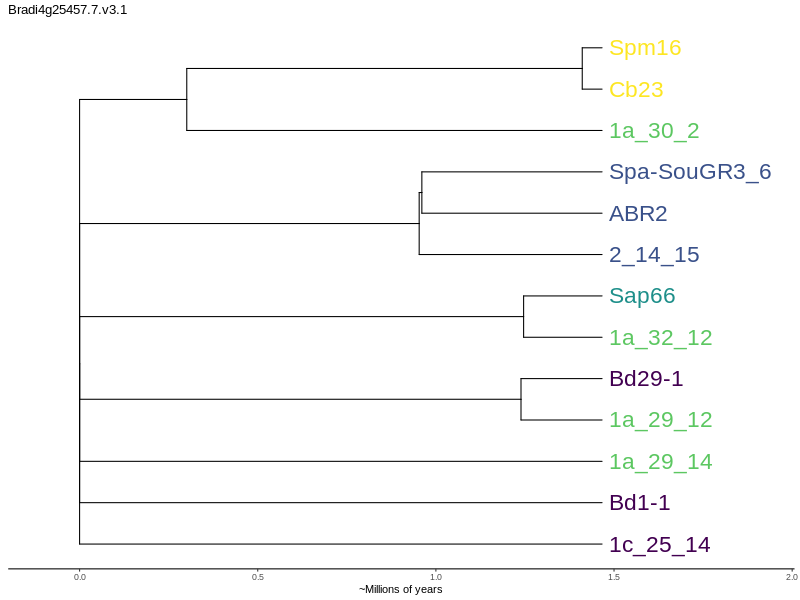 Bradi4g25457.7.v3.1
Spm16
Cb23
1a_30_2
Spa-SouGR3_6
ABR2
2_14_15
Sap66
1a_32_12
Bd29-1
1a_29_12
1a_29_14
Bd1-1
1c_25_14
0.0 0.5 1.0 1.5 2.0
~Millions of years